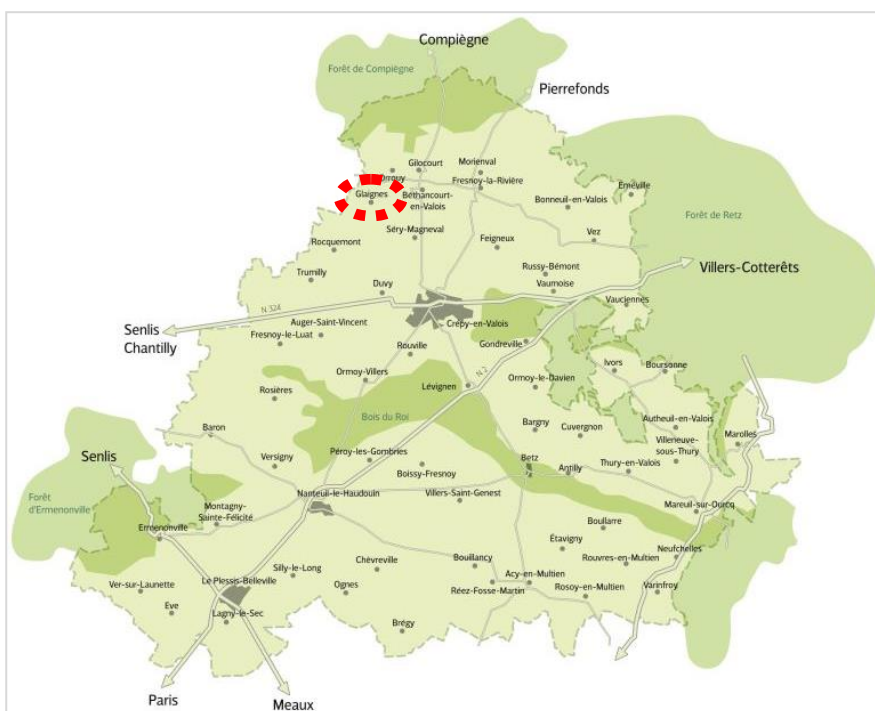 Compiègne
Forêt de Compiègne
Pierrefonds
Gilocourt
Morienval
Orrouy
Fresnoy-la-Rivière
Glaignes
Béthancourt-
en-Valois
Eméville
Bonneuil-en-Valois
Forêt de Retz
Séry-Magneval
Rocquemont
Feigneux
Vez
Russy-Bémont
Villers-Cotterêts
Trumilly
Duvy
Vaumoise
Vauciennes
N 324
Senlis
Chantilly
Auger-Saint-Vincent
Crépy-en-Valois
Fresnoy-le-Luat
Gondreville
Rouville
Ivors
Boursonne
Ormoy-Villers
N 2
Lévignen
Ormoy-le-Davien
Rosières
Bois du Roi
Autheuil-en-Valois
Bargny
Cuvergnon
Baron
Villeneuve-
sous-Thury
Marolles
Senlis
Versigny
Péroy-les-Gombries
Betz
Boissy-Fresnoy
Antilly
Thury-en-Valois
Forêt
d'Ermenonville
Nanteuil-le-Haudouin
Villers-Saint-Genest
Montagny-
Sainte-Félicité
Mareuil-sur-Ourcq
Ermenonville
Boullarre
Étavigny
Neufchelles
Rouvres-en-Multien
Silly-le-Long
Chèvreville
Bouillancy
Le Plessis-Belleville
Acy-en-Multien
Ver-sur-Launette
Ognes
Réez-Fosse-Martin
Rosoy-en-Multien
Varinfroy
Eve
Lagny-le-Sec
Brégy
Paris
Meaux